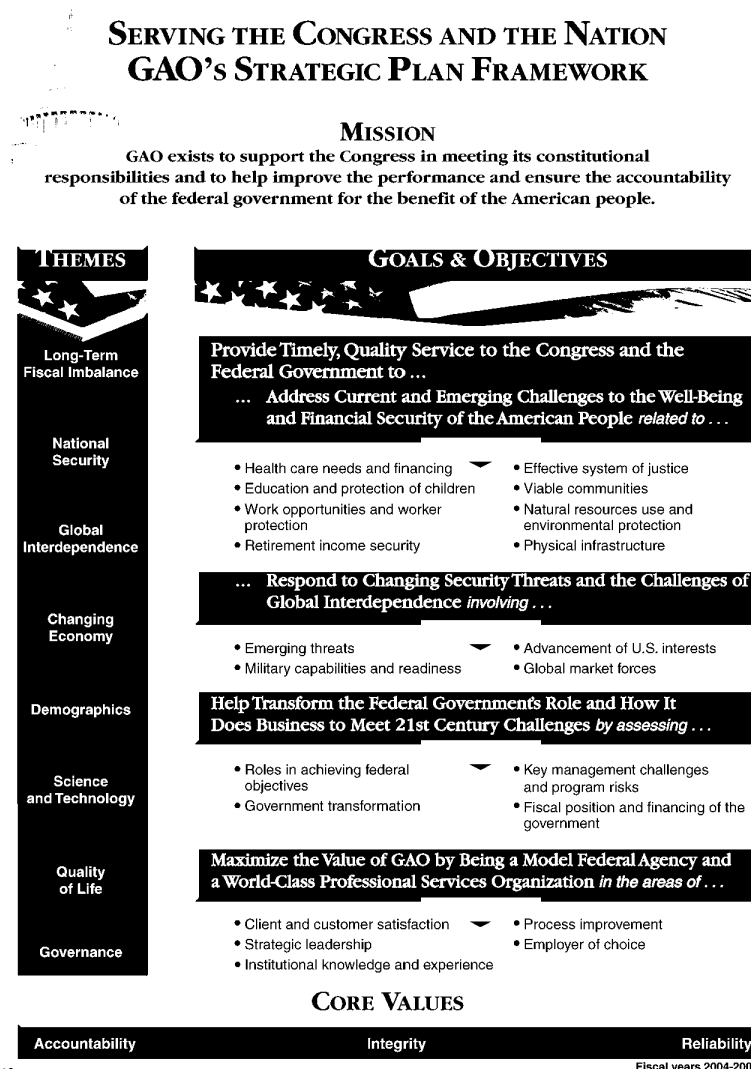 SERVING THE CONGRESS AND THE NATION
GAO'S STRATEGIC PLAN FRAMEWORK
MISSION
GAO exists to support the Congress in meeting its constitutional
responsibilities and to help improve the performance and ensure the accountability
of the federal government for the benefit of the American people.
THEMES
Long-Term
Fiscal Imbalance
National
Security
Global
Interdependence
Changing
Economy
Demographics
Science
and Technology
Quality
of Life
Governance
GOALS & OBJECTIVES
Provide Timely, Quality Service to the Congress and the
Federal Government to ...
... Address Current and Emerging Challenges to the Well-Being
and Financial Security of the American People related to ...
• Health care needs and financing
• Education and protection of children
• Work opportunities and worker
protection
• Retirement income security
• Effective system of justice
• Viable communities
• Natural resources use and
environmental protection
• Physical infrastructure
... Respond to Changing Security Threats and the Challenges of
Global Interdependence involving ...
• Emerging threats
• Military capabilities and readiness
• Advancement of U.S. interests
• Global market forces
Help Transform the Federal Government's Role and How It
Does Business to Meet 21st Century Challenges by assessing ...
• Roles in achieving federal
objectives
• Government transformation
• Key management challenges
and program risks
• Fiscal position and financing of the
government
Maximize the Value of GAO by Being a Model Federal Agency and
a World-Class Professional Services Organization in the areas of ...
• Client and customer satisfaction
• Strategic leadership
• Institutional knowledge and experience
• Process improvement
• Employer of choice
CORE VALUES
Accountability Integrity Reliability
Fiscal years 2004-200